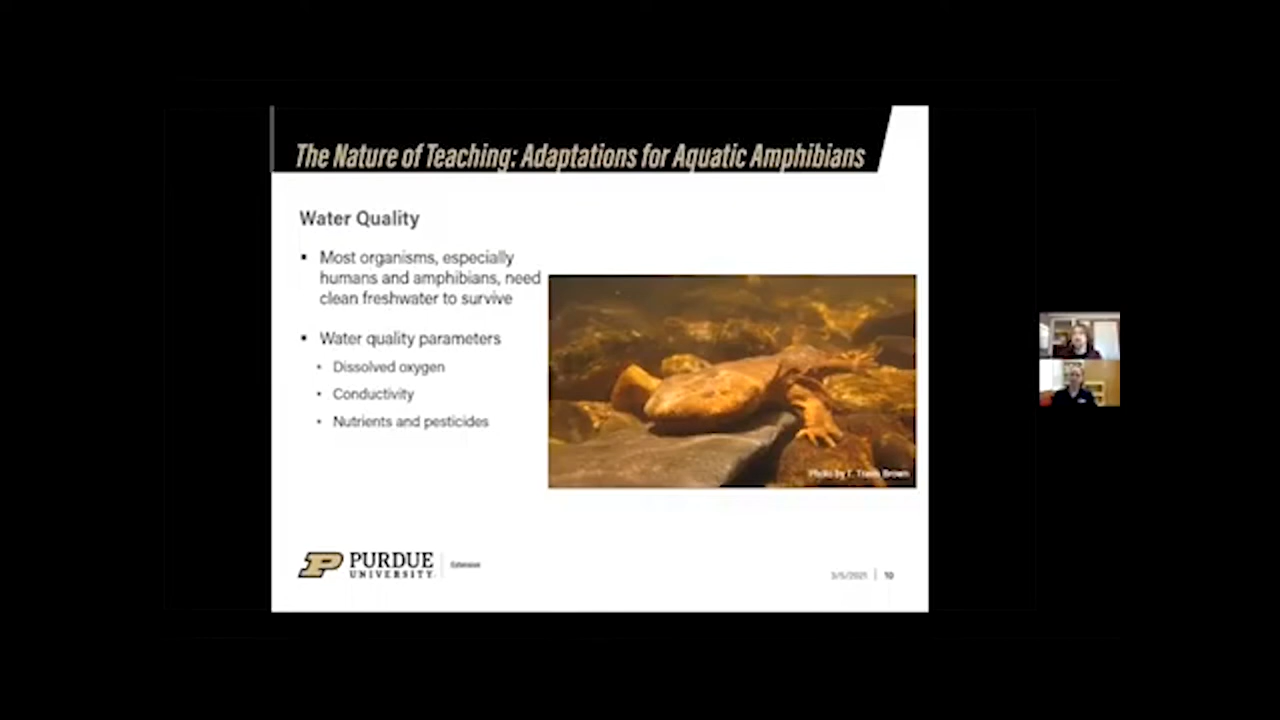 The Nature of Teaching: Adaptations for Aquatic Amphibians
Water Quality
▪ Most organisms, especially
humans and amphibians, need
clean freshwater to survive
▪ Water quality parameters
• Dissolved oxygen
• Conductivity
• Nutrients and pesticides
Photo by F. Travis Brown
PURDUE
UNIVERSITY.
Extension
3/5/2021 | 10